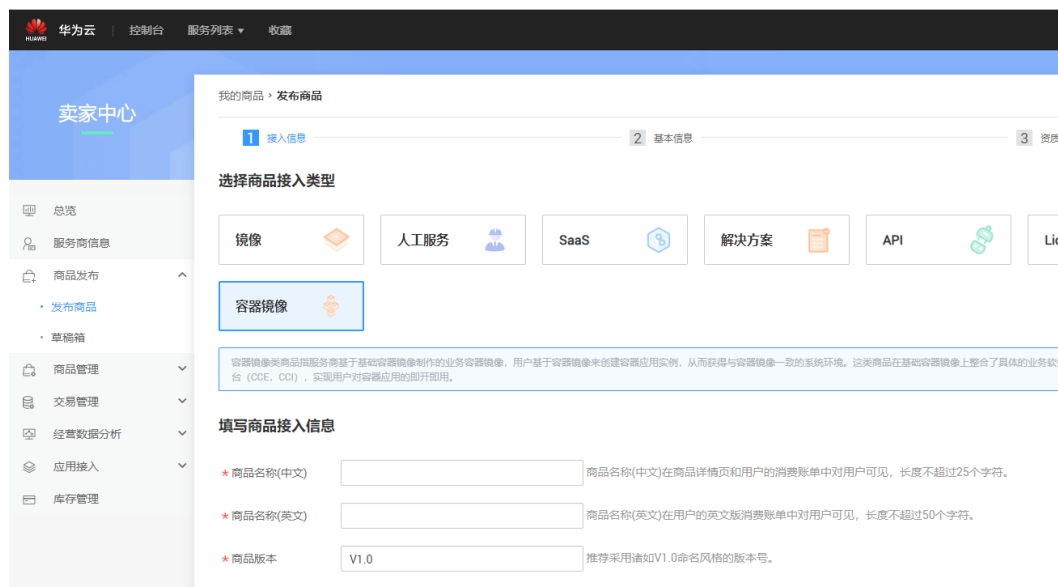 HUAWEI 华为云 控制台 服务列表 收藏
卖家中心
总览
服务商信息
商品发布
发布商品
草稿箱
商品管理
交易管理
经营数据分析
应用接入
库存管理
我的商品 › 发布商品
1 接入信息 2 基本信息 3 资质
选择商品接入类型
镜像 人工服务 SaaS 解决方案 API Lic
容器镜像
容器镜像类商品指服务商基于基础容器镜像制作的业务容器镜像，用户基于容器镜像来创建容器应用实例，从而获得与容器镜像一致的系统环境。这类商品在基础容器镜像上整合了具体的业务软
台（CCE，CCI），实现用户对容器应用的即开即用。
填写商品接入信息
* 商品名称(中文) 商品名称(中文)在商品详情页和用户的消费账单中对用户可见，长度不超过25个字符。
* 商品名称(英文) 商品名称(英文)在用户的英文版消费账单中对用户可见，长度不超过50个字符。
* 商品版本 V1.0 推荐采用诸如V1.0命名风格的版本号。